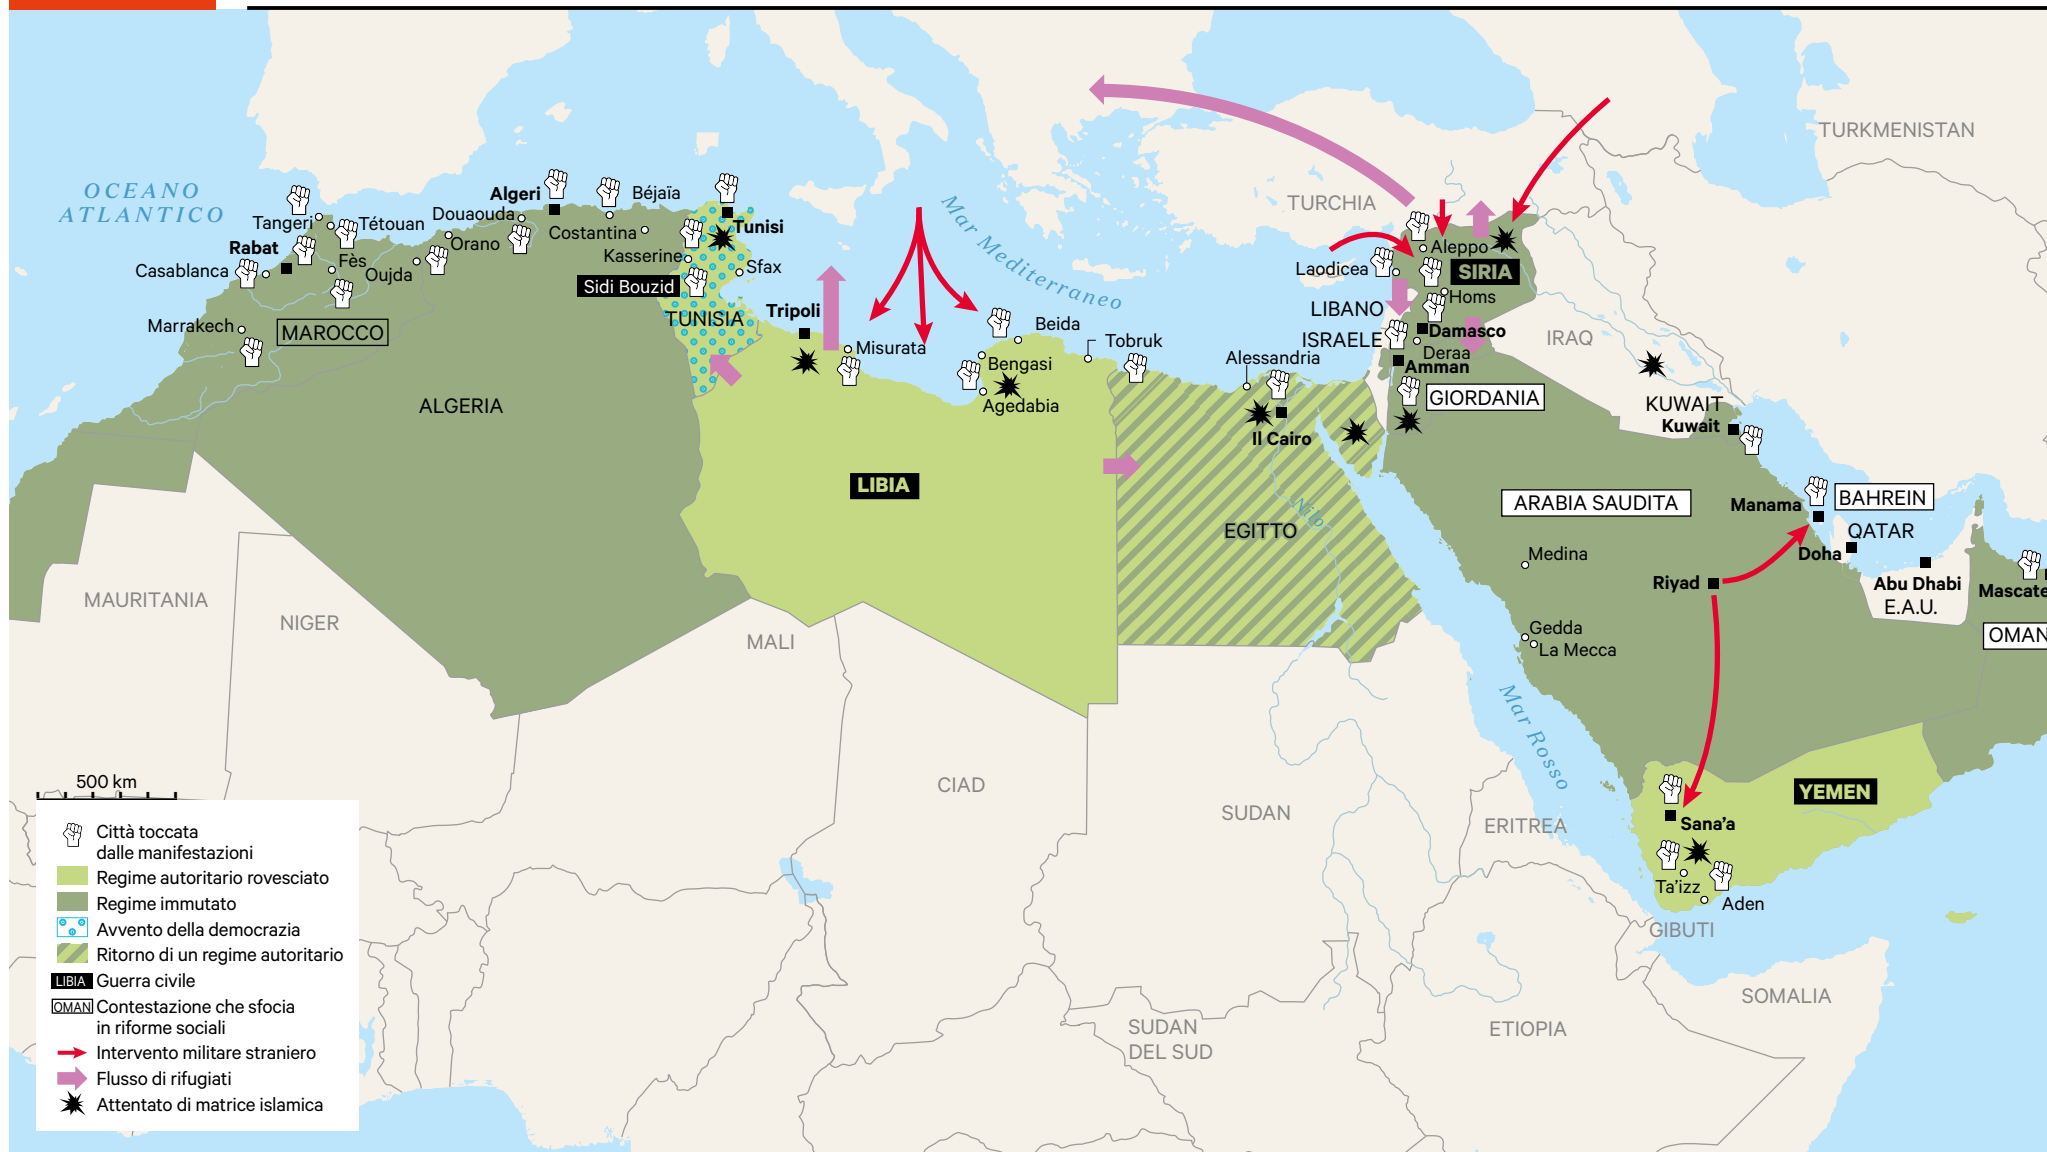 TURKMENISTAN
OCEANO
ATLANTICO
Algeri
Béjaïa
Tangeri
Tétouan
Douaouda
Costantina
Tunisi
Rabat
Orano
Kasserine
Fès
Oujda
Casablanca
Sfax
Sidi Bouzid
Marrakech
MAROCCO
TUNISIA
Tripoli
Misurata
Mar Mediterraneo
Beida
Bengasi
Agedabia
Tobruk
Alessandria
Il Cairo
TURCHIA
Aleppo
Laodicea
SIRIA
Homs
LIBANO
Damasco
ISRAELE
Deraa
Amman
GIORDANIA
IRAQ
KUWAIT
Kuwait
ALGERIA
LIBIA
EGITTO
Nilo
ARABIA SAUDITA
Manama
BAHREIN
QATAR
Doha
Medina
Riyad
Abu Dhabi
E.A.U.
Mascate
OMAN
Gedda
La Mecca
MAURITANIA
NIGER
MALI
CIAD
SUDAN
Mar Rosso
ERITREA
YEMEN
Sana'a
Ta'izz
Aden
GIBUTI
SOMALIA
ETIOPIA
SUDAN
DEL SUD
500 km
Città toccata
dalle manifestazioni
Regime autoritario rovesciato
Regime immutato
Avvento della democrazia
Ritorno di un regime autoritario
LIBIA Guerra civile
OMAN Contestazione che sfocia
in riforme sociali
Intervento militare straniero
Flusso di rifugiati
Attentato di matrice islamica